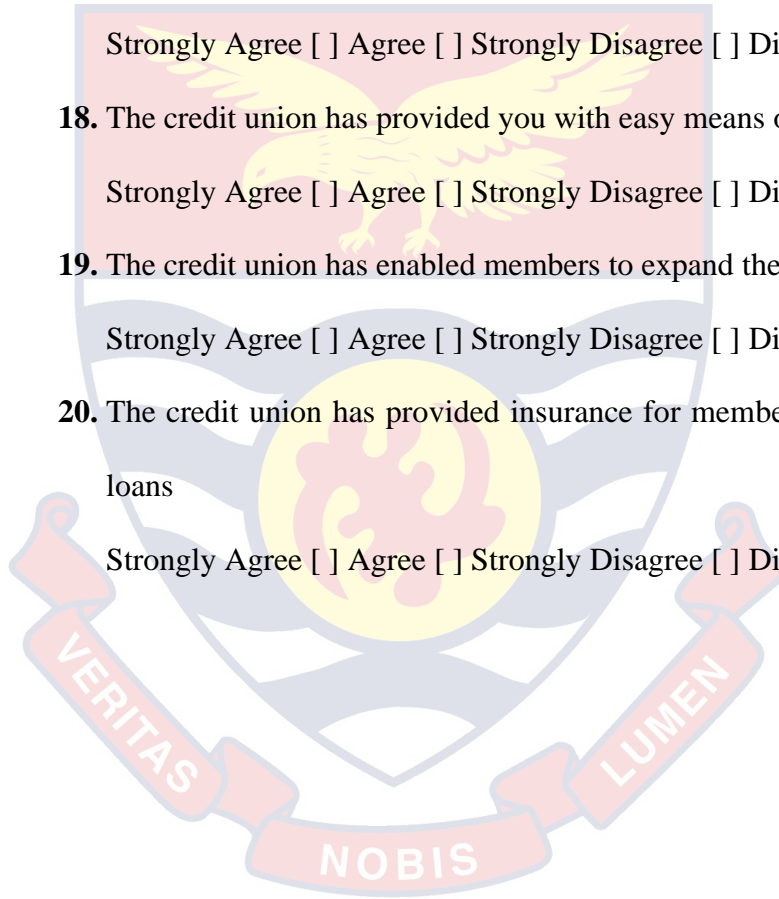 Strongly Agree [ ] Agree [ ] Strongly Disagree [ ] Di
18. The credit union has provided you with easy means
Strongly Agree [ ] Agree [ ] Strongly Disagree [ ] Di
19. The credit union has enabled members to expand the
Strongly Agree [ ] Agree [ ] Strongly Disagree [ ] Di
20. The credit union has provided insurance for membe
loans
Strongly Agree [ ] Agree [ ] Strongly Disagree [ ] Di
VERITAS
NOBIS
LUMEN